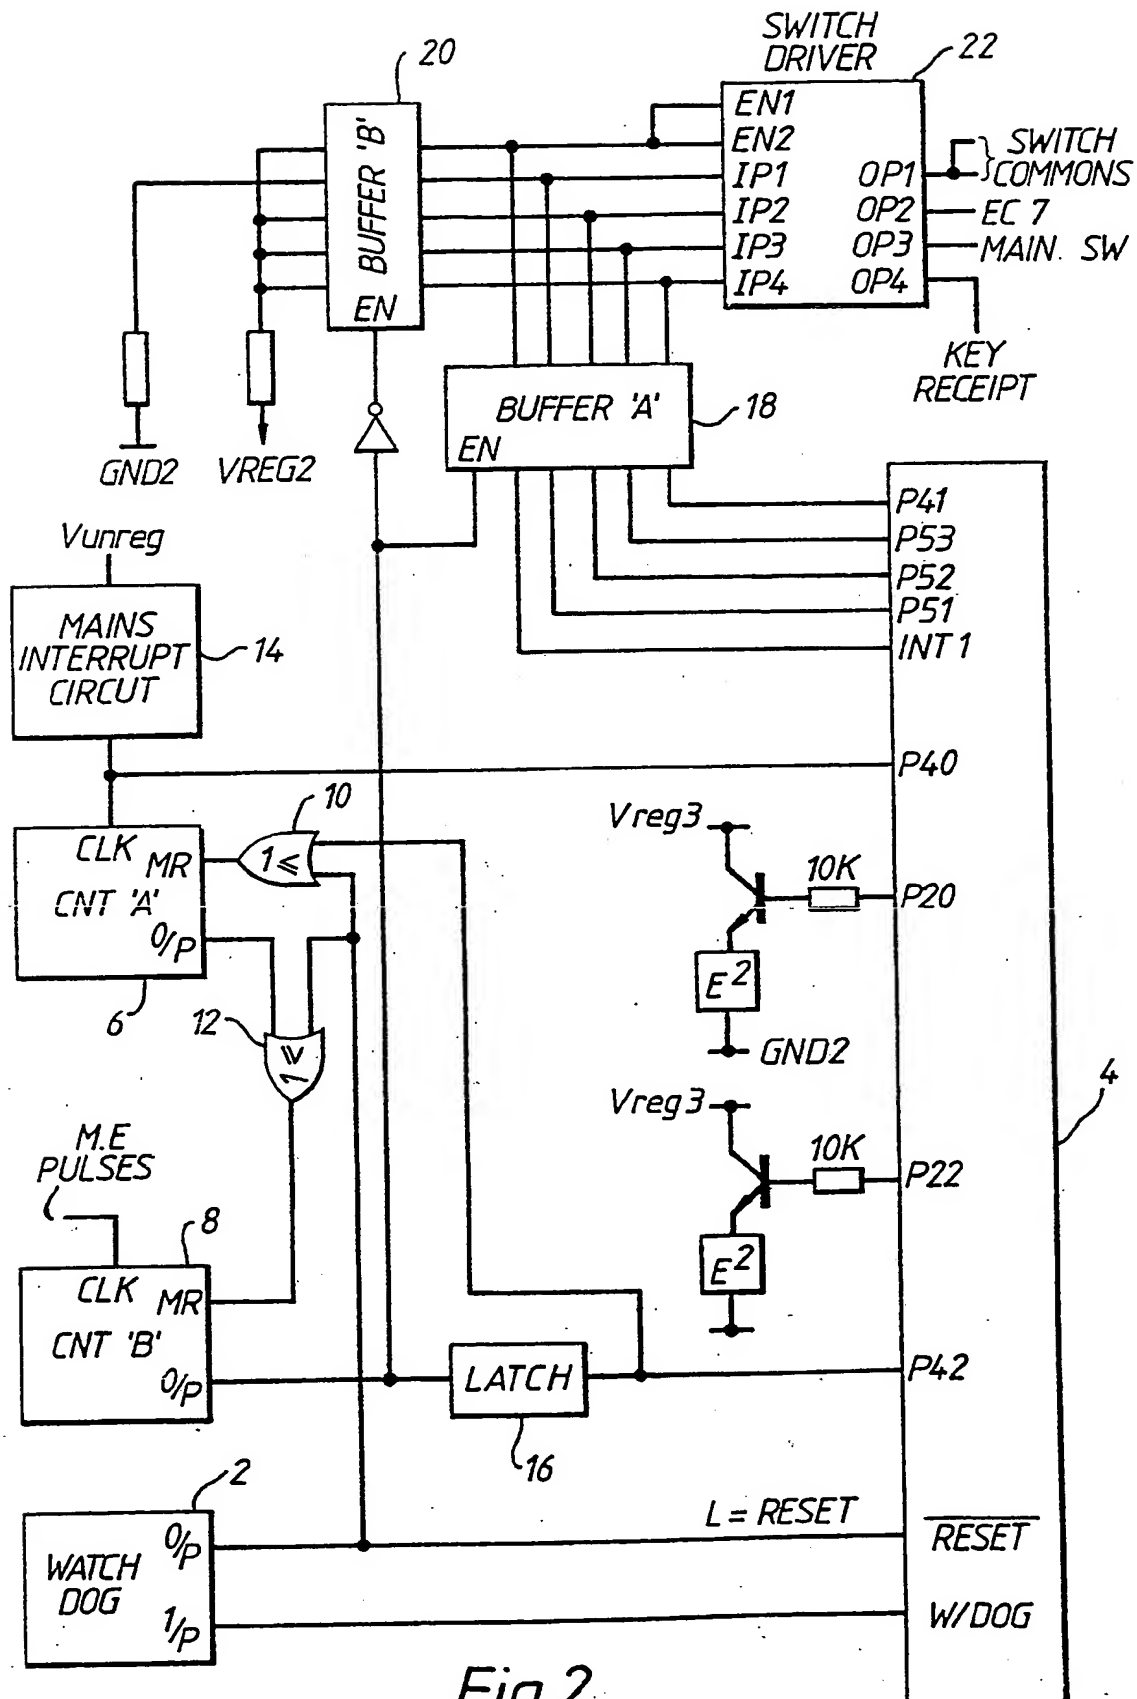 SWITCH
DRIVER
20
22
BUFFER 'B'
EN
EN1
EN2
IP1
IP2
IP3
IP4
OP1
OP2
OP3
OP4
SWITCH
COMMONS
EC 7
MAIN. SW
KEY
RECEIPT
GND2
VREG2
BUFFER 'A'
EN
18
P41
P53
P52
P51
INT 1
P40
Vunreg
MAINS
INTERRUPT
CIRCUT
14
10
CLK
MR
CNT 'A'
O/P
1≤
6
12
≥
1
Vreg3
10K
P20
E²
GND2
Vreg3
10K
P22
E²
4
M.E
PULSES
8
CLK
MR
CNT 'B'
O/P
LATCH
16
P42
2
WATCH
DOG
O/P
1/P
L = RESET
RESET
W/DOG
Fig. 2